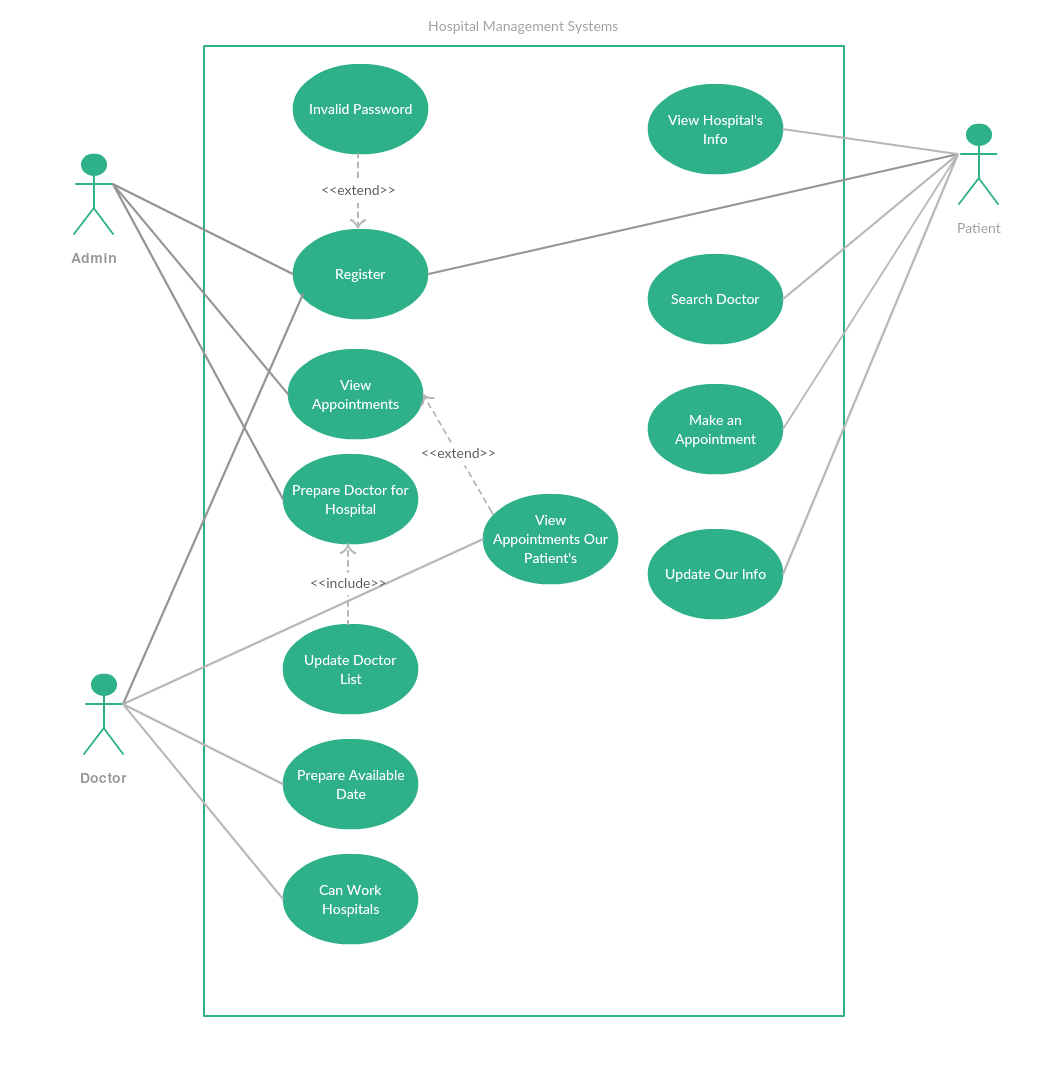 Hospital Management Systems
Invalid Password
View Hospital's
Info
<<extend>>
Patient
Admin
Register
Search Doctor
View
Appointments
Make an
Appointment
<<extend>>
Prepare Doctor for
Hospital
View
Appointments Our
Patient's
Update Our Info
<<include>>
Update Doctor
List
Doctor
Prepare Available
Date
Can Work
Hospitals